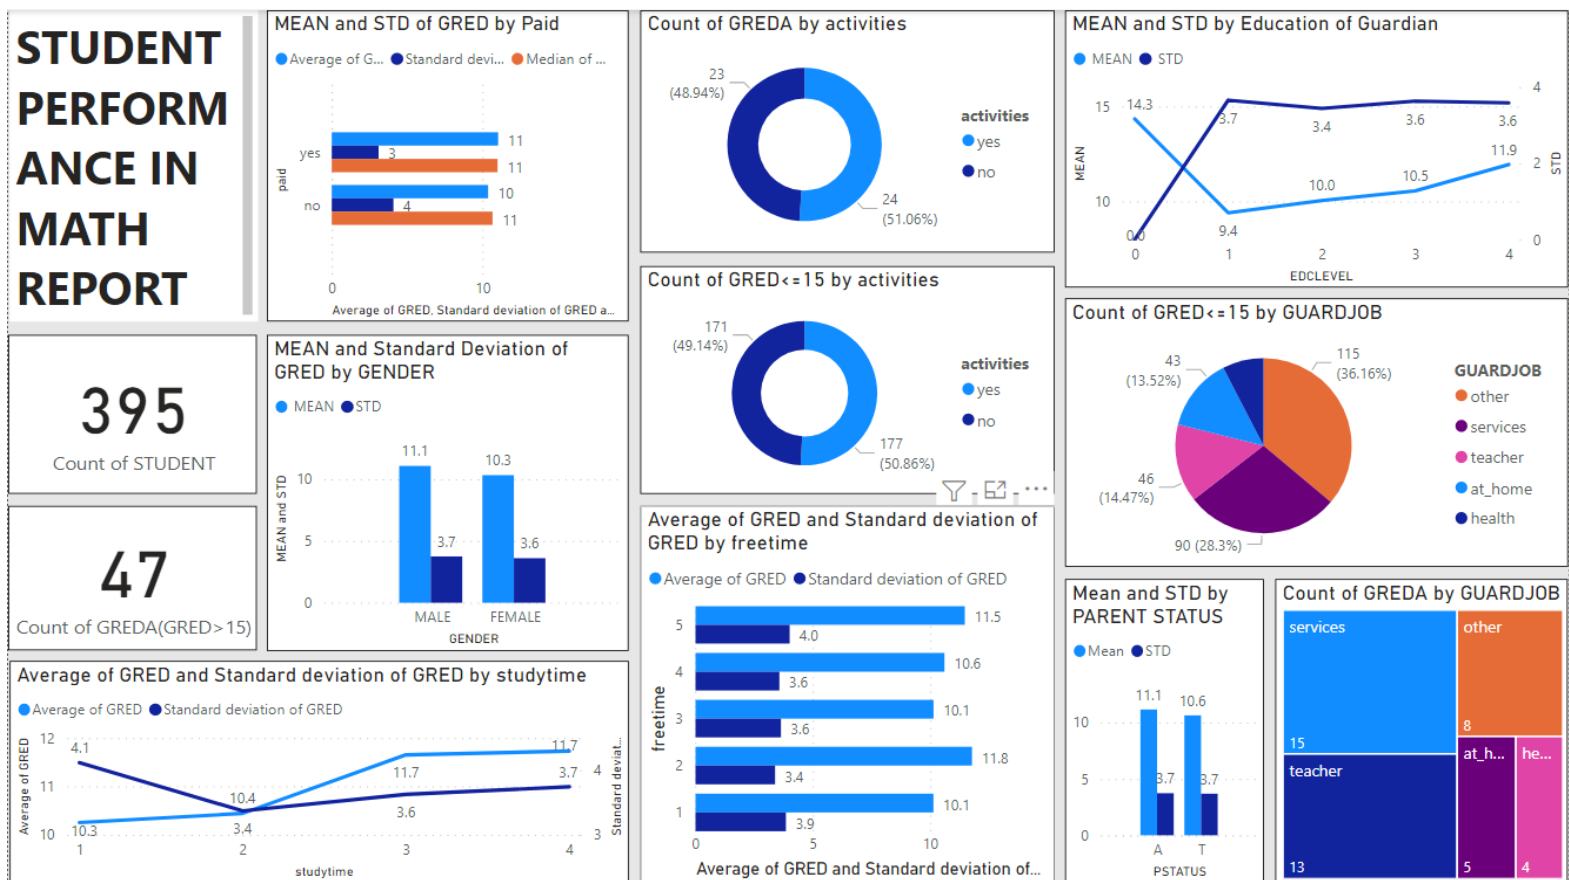 STUDENT
PERFORM
ANCE IN
MATH
REPORT
395
Count of STUDENT
47
Count of GREDA(GRED>15)
MEAN and STD of GRED by Paid
Average of G... Standard devi... Median of ...
paid
yes
11
3
11
no
10
4
11
0 10
Average of GRED, Standard deviation of GRED a...
MEAN and Standard Deviation of
GRED by GENDER
MEAN STD
MEAN and STD
10
5
0
11.1
3.7
10.3
3.6
MALE FEMALE
GENDER
Average of GRED and Standard deviation of GRED by studytime
Average of GRED Standard deviation of GRED
Average of GRED
12
11
10
4.1
10.3
10.4
3.4
11.7
3.6
11.7
3.7
4
3
Standard deviat...
1 2 3 4
studytime
Count of GREDA by activities
23
(48.94%)
24
(51.06%)
activities
yes
no
Count of GRED<=15 by activities
171
(49.14%)
177
(50.86%)
activities
yes
no
Average of GRED and Standard deviation of
GRED by freetime
Average of GRED Standard deviation of GRED
freetime
5
11.5
4.0
4
10.6
3.6
3
10.1
3.6
2
11.8
3.4
1
10.1
3.9
0 5 10
Average of GRED and Standard deviation of...
MEAN and STD by Education of Guardian
MEAN STD
MEAN
15
10
14.3
0.0
9.4
3.7
10.0
3.4
10.5
3.6
11.9
3.6
4
2
0
STD
0 1 2 3 4
EDCLEVEL
Count of GRED<=15 by GUARDJOB
43
(13.52%)
115
(36.16%)
46
(14.47%)
90 (28.3%)
GUARDJOB
other
services
teacher
at_home
health
Mean and STD by
PARENT STATUS
Mean STD
10
5
0
11.1
3.7
10.6
3.7
A T
PSTATUS
Count of GREDA by GUARDJOB
services
15
other
8
teacher
13
at_h...
5
he...
4